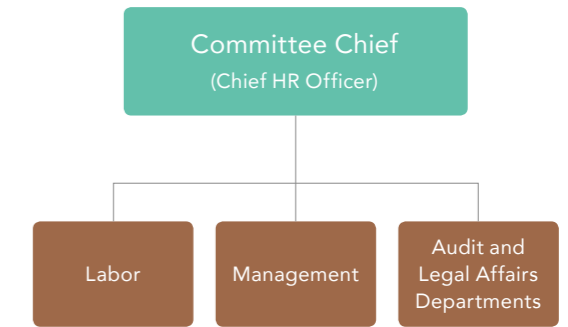 Committee Chief
(Chief HR Officer)
Labor
Management
Audit and
Legal Affairs
Departments